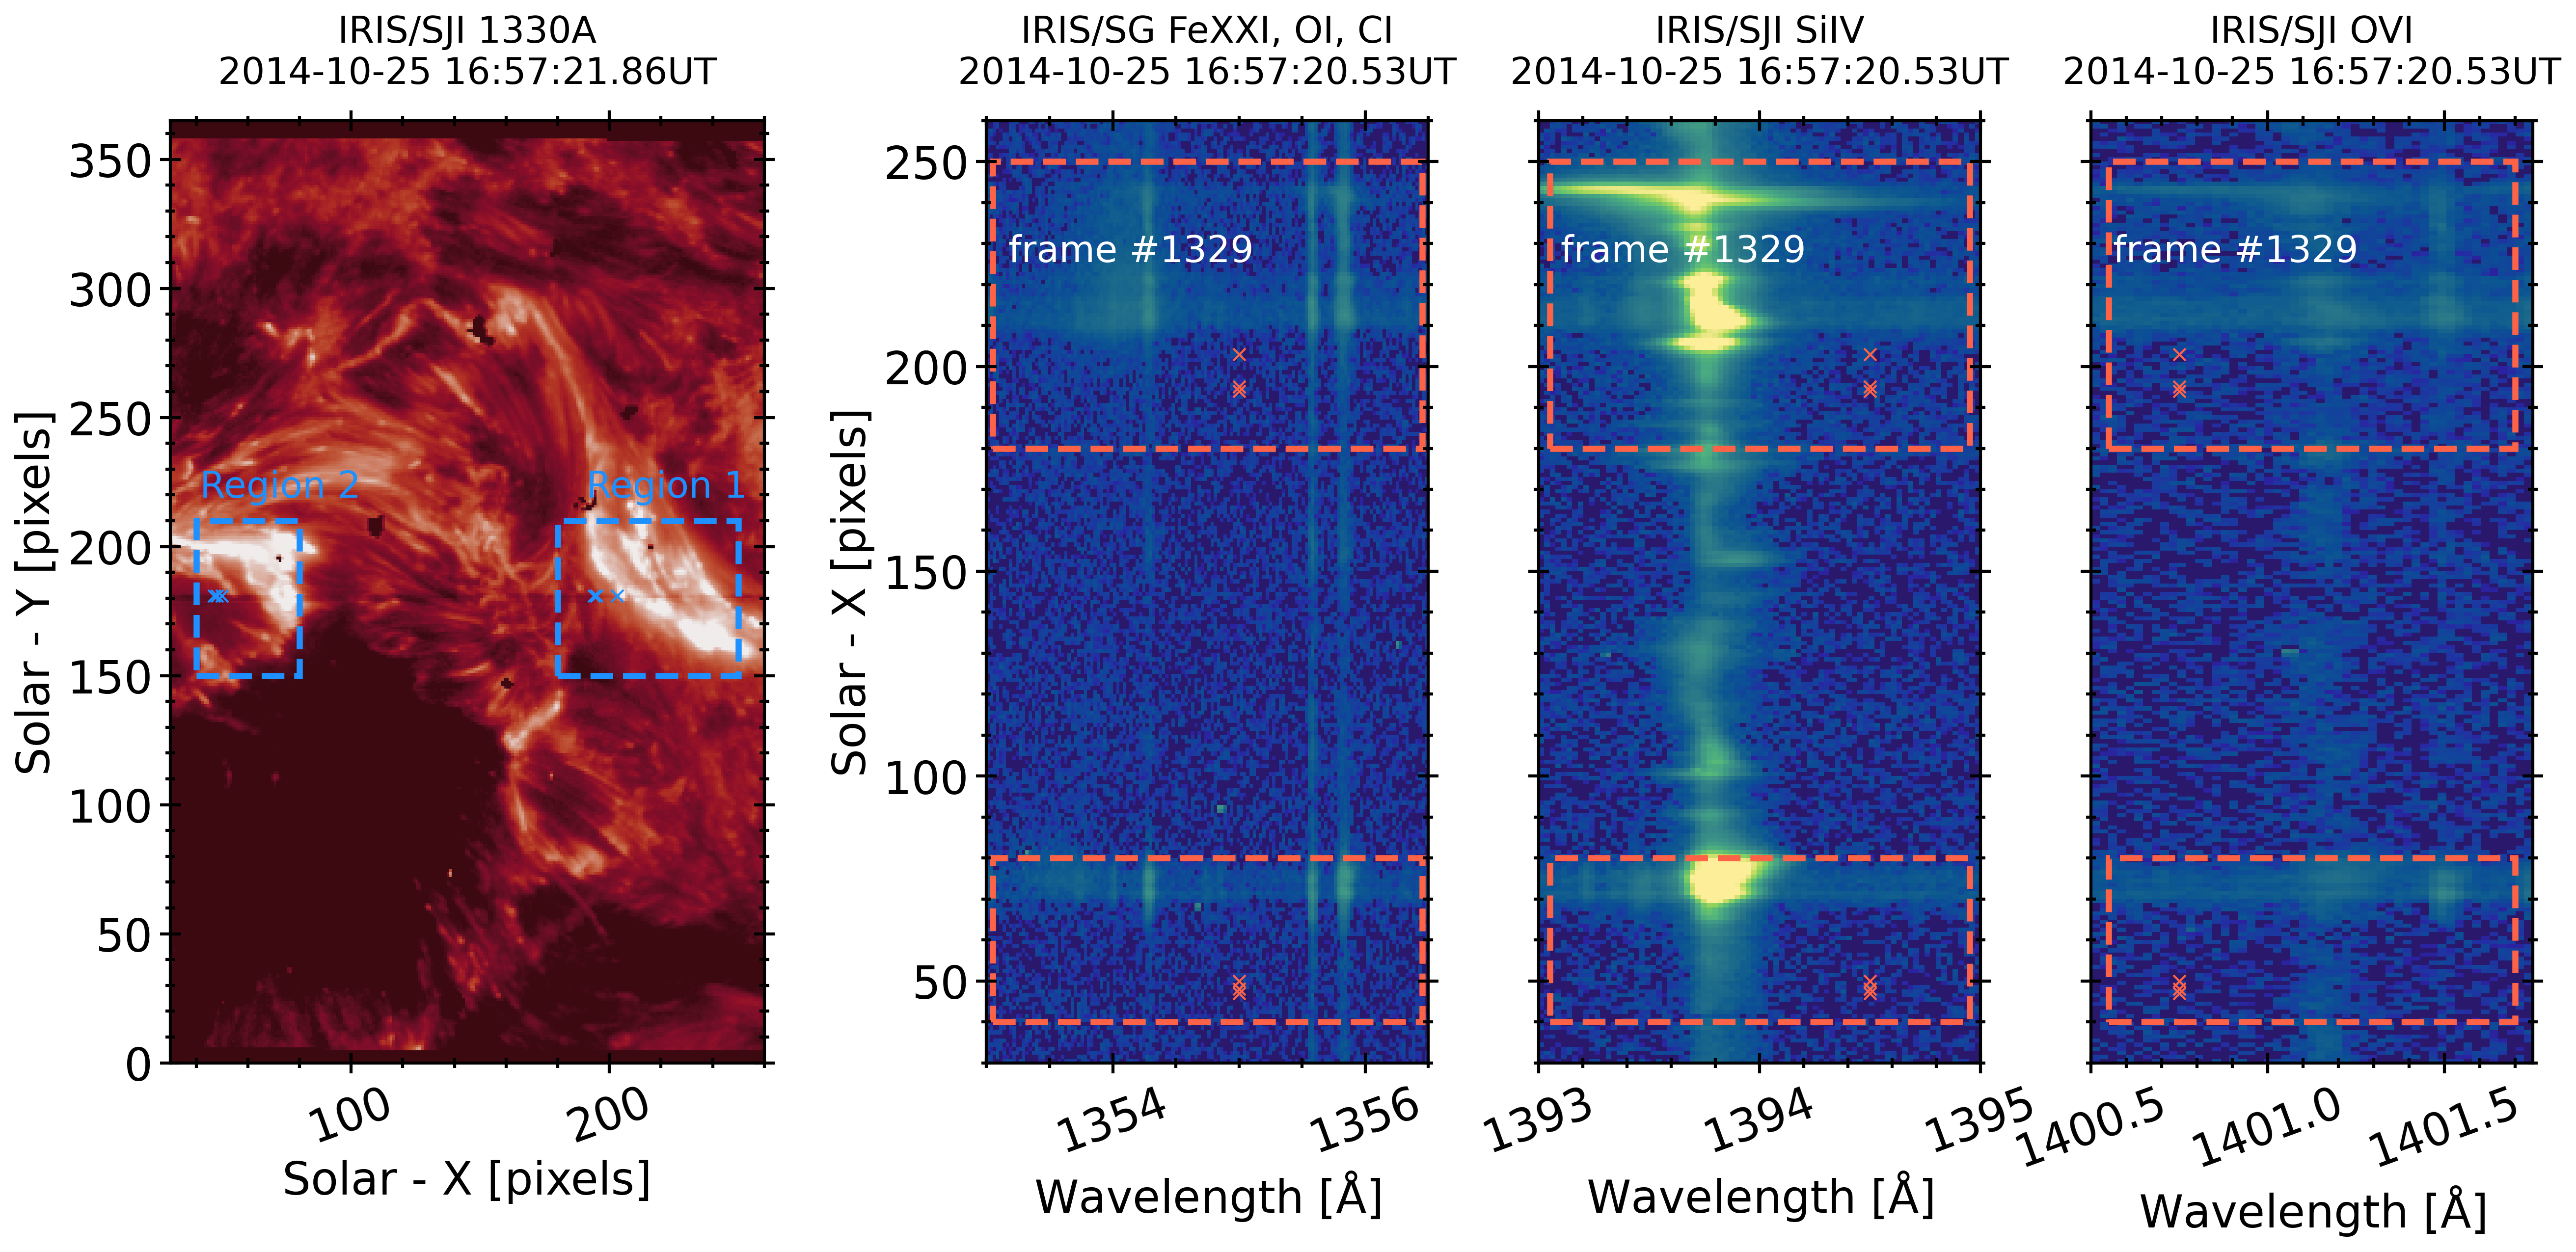 IRIS/SJI 1330A
2014-10-25 16:57:21.86UT
Solar - Y [pixels]
350
300
250
200
150
100
50
0
Region 2
Region 1
100
200
Solar - X [pixels]
IRIS/SG FeXXI, OI, CI
2014-10-25 16:57:20.53UT
Solar - X [pixels]
250
200
150
100
50
frame #1329
1354
1356
Wavelength [Å]
IRIS/SJI SiIV
2014-10-25 16:57:20.53UT
frame #1329
1393
1394
1395
Wavelength [Å]
IRIS/SJI OVI
2014-10-25 16:57:20.53UT
frame #1329
1400.5
1401.0
1401.5
Wavelength [Å]